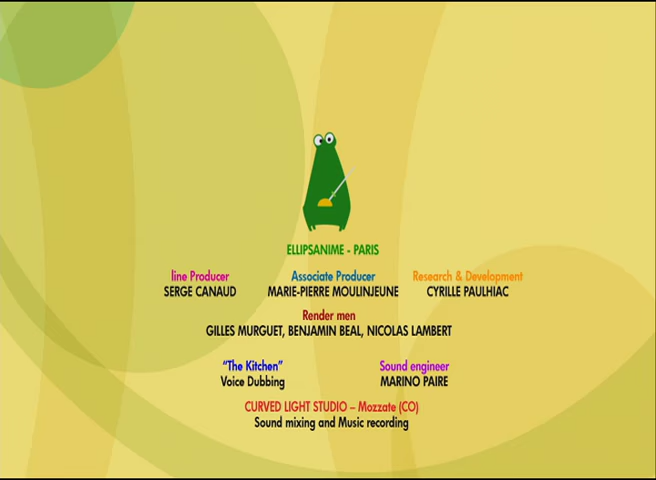 ELLIPSANIME - PARIS
line Producer Associate Producer Research & Development
SERGE CANAUD MARIE-PIERRE MOULINJEUNE CYRILLE PAULHIAC
Render men
GILLES MURGUET, BENJAMIN BEAL, NICOLAS LAMBERT
"The Kitchen" Sound engineer
Voice Dubbing MARINO PAIRE
CURVED LIGHT STUDIO – Mozzate (CO)
Sound mixing and Music recording